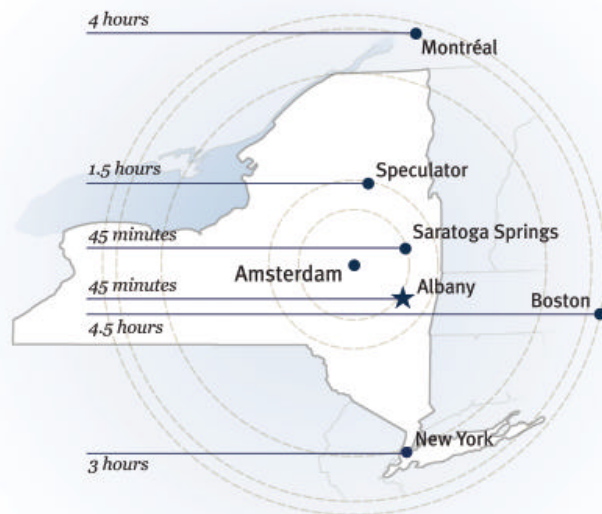 4 hours
Montréal
1.5 hours
Speculator
45 minutes
Saratoga Springs
Amsterdam
45 minutes
Albany
Boston
4.5 hours
New York
3 hours